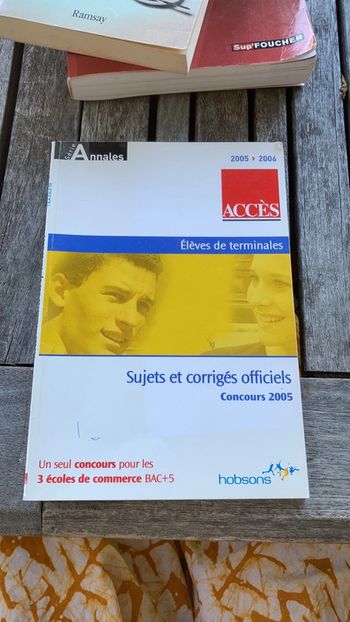 Ramsay
Sup'FOUCHER
Annales
2005 > 2006
ACCÈS
Élèves de terminales
Sujets et corrigés officiels
Concours 2005
Un seul concours pour les
3 écoles de commerce BAC+5
hobsons